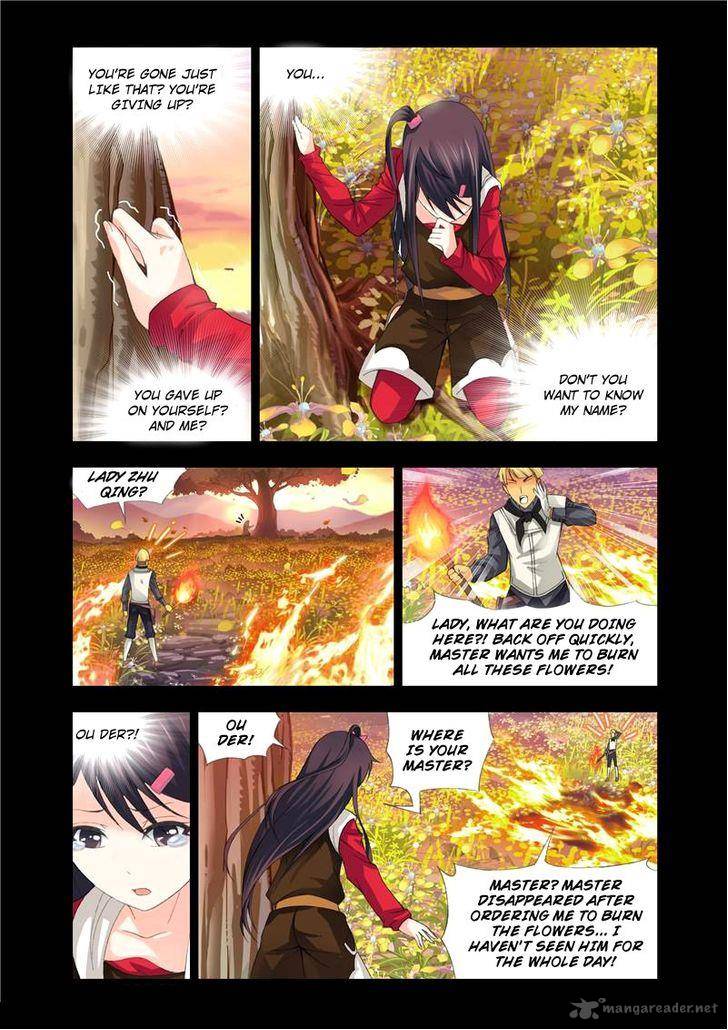 YOU'RE GONE JUST
LIKE THAT? YOU'RE
GIVING UP?
YOU GAVE UP
ON YOURSELF?
AND ME?
YOU...
DON'T YOU
WANT TO KNOW
MY NAME?
LADY ZHU
QING?
LADY, WHAT ARE YOU DOING
HERE?! BACK OFF QUICKLY,
MASTER WANTS ME TO BURN
ALL THESE FLOWERS!
OU DER?!
OU
DER!
WHERE
IS YOUR
MASTER?
MASTER? MASTER
DISAPPEARED AFTER
ORDERING ME TO BURN
THE FLOWERS... I
HAVEN'T SEEN HIM FOR
THE WHOLE DAY!
mangareader.net